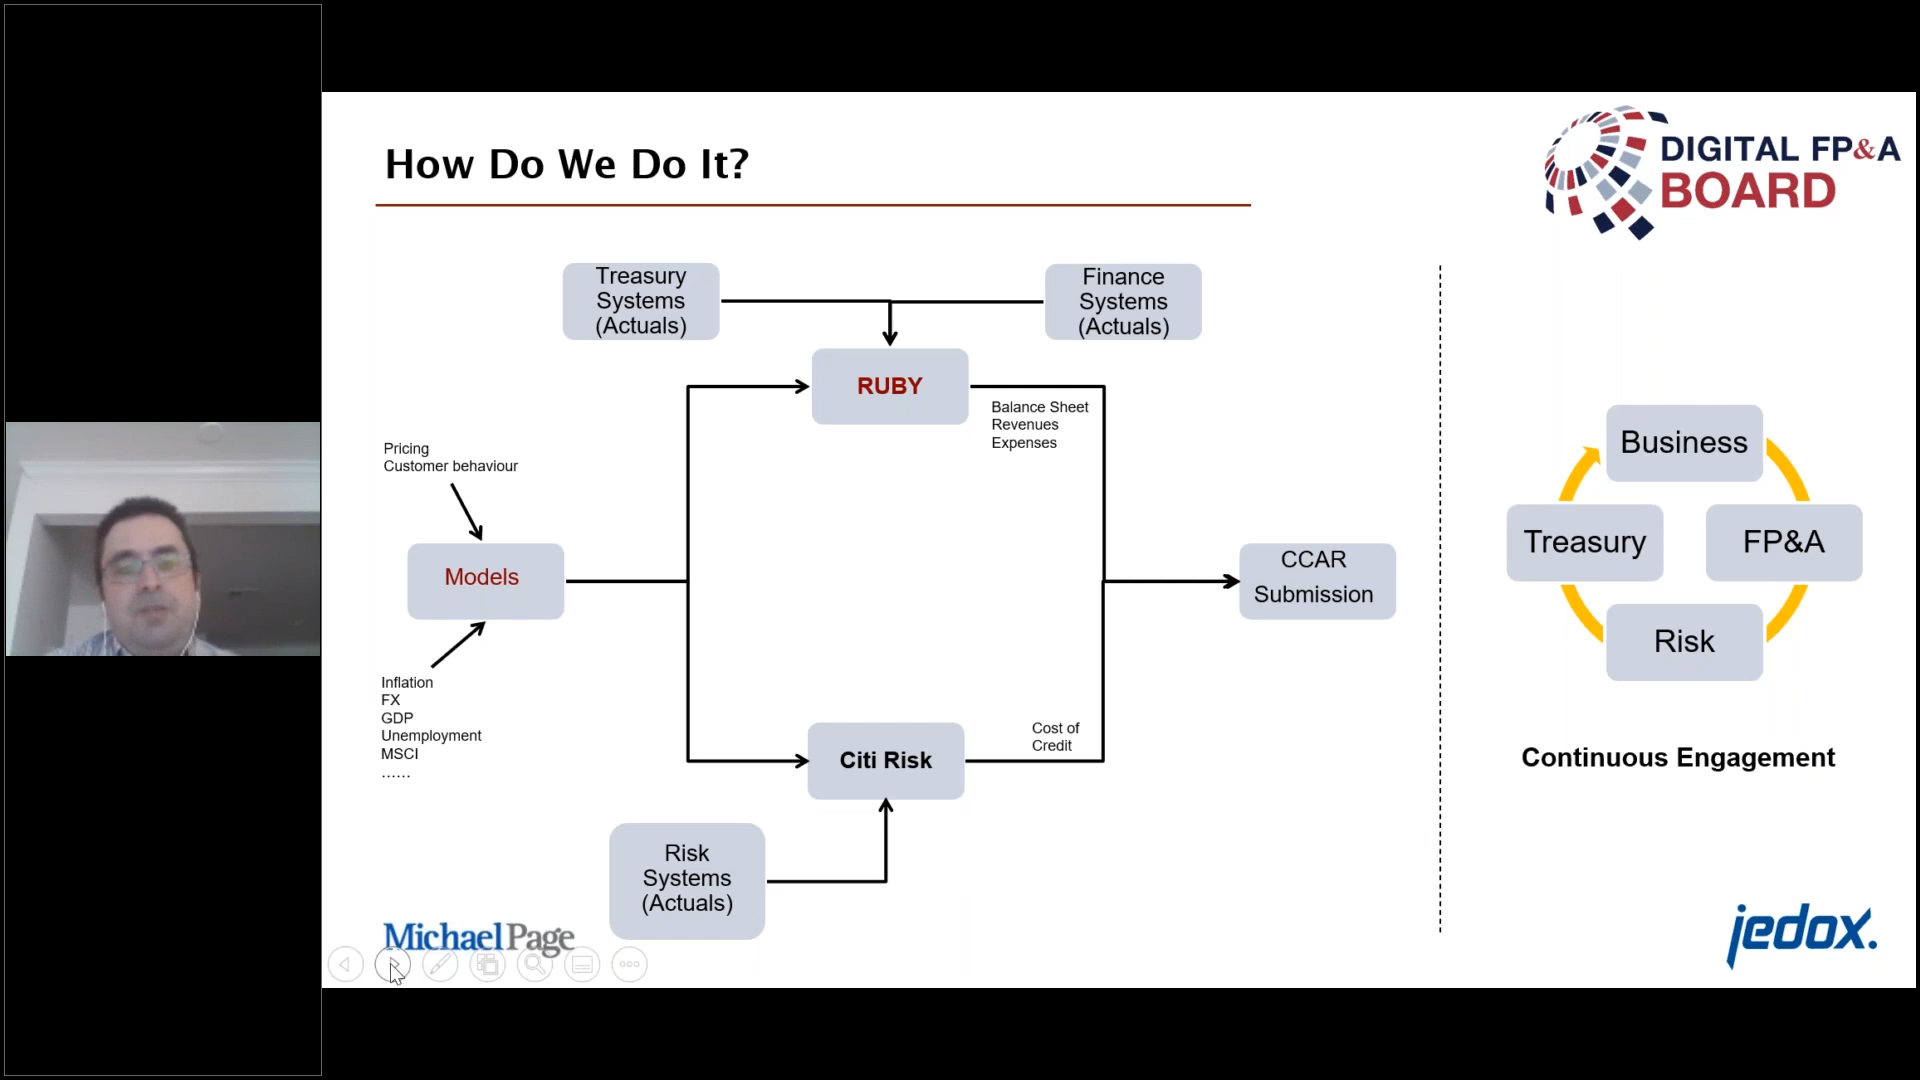 How Do We Do It?
DIGITAL FP&A
BOARD
Treasury
Systems
(Actuals)
Finance
Systems
(Actuals)
RUBY
Balance Sheet
Revenues
Expenses
Pricing
Customer behaviour
Models
Inflation
FX
GDP
Unemployment
MSCI
......
CCAR
Submission
Citi Risk
Cost of
Credit
Risk
Systems
(Actuals)
Business
Treasury
FP&A
Risk
Continuous Engagement
MichaelPage
jedox.